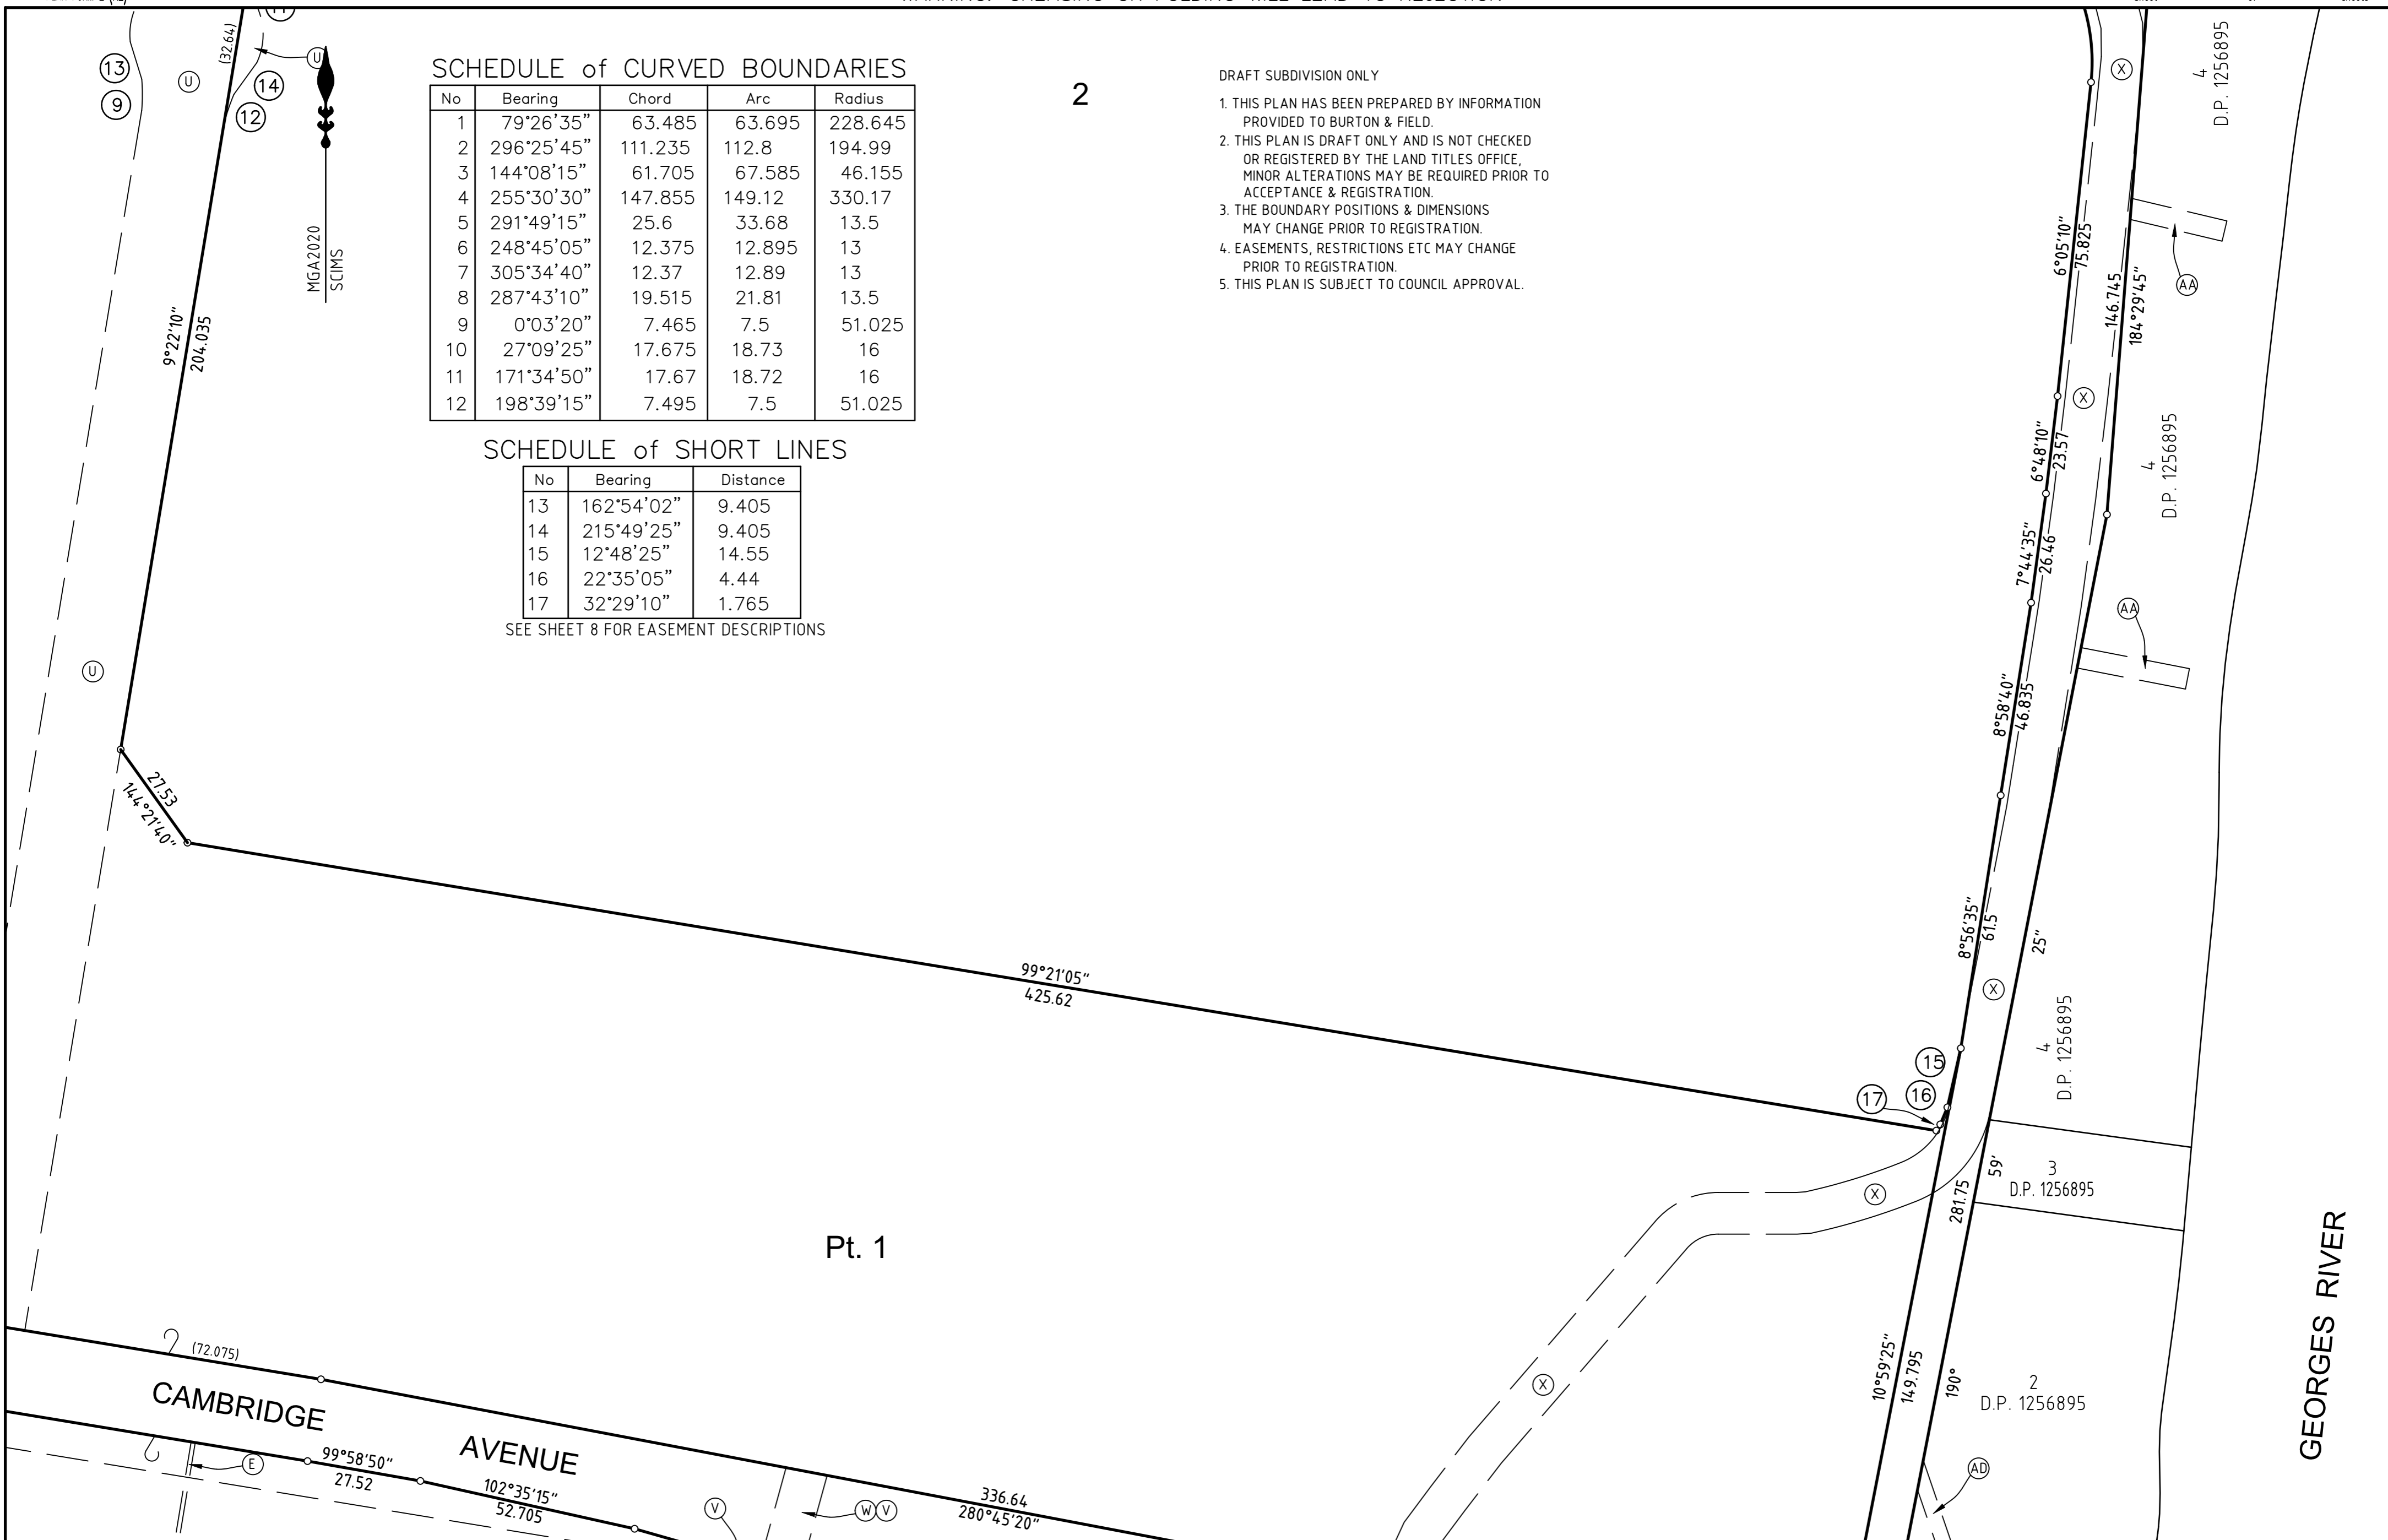 SCHEDULE of CURVED BOUNDARIES
No Bearing Chord Arc Radius
1 79°26'35" 63.485 63.695 228.645
2 296°25'45" 111.235 112.8 194.99
3 144°08'15" 61.705 67.585 46.155
4 255°30'30" 147.855 149.12 330.17
5 291°49'15" 25.6 33.68 13.5
6 248°45'05" 12.375 12.895 13
7 305°34'40" 12.37 12.89 13
8 287°43'10" 19.515 21.81 13.5
9 0°03'20" 7.465 7.5 51.025
10 27°09'25" 17.675 18.73 16
11 171°34'50" 17.67 18.72 16
12 198°39'15" 7.495 7.5 51.025
SCHEDULE of SHORT LINES
No Bearing Distance
13 162°54'02" 9.405
14 215°49'25" 9.405
15 12°48'25" 14.55
16 22°35'05" 4.44
17 32°29'10" 1.765
SEE SHEET 8 FOR EASEMENT DESCRIPTIONS
2
DRAFT SUBDIVISION ONLY
1. THIS PLAN HAS BEEN PREPARED BY INFORMATION
PROVIDED TO BURTON & FIELD.
2. THIS PLAN IS DRAFT ONLY AND IS NOT CHECKED
OR REGISTERED BY THE LAND TITLES OFFICE,
MINOR ALTERATIONS MAY BE REQUIRED PRIOR TO
ACCEPTANCE & REGISTRATION.
3. THE BOUNDARY POSITIONS & DIMENSIONS
MAY CHANGE PRIOR TO REGISTRATION.
4. EASEMENTS, RESTRICTIONS ETC MAY CHANGE
PRIOR TO REGISTRATION.
5. THIS PLAN IS SUBJECT TO COUNCIL APPROVAL.
13
9
U
(32.64)
U
14
12
MGA2020
SCIMS
9°22'10"
204.035
U
27.53
144°21'40"
99°21'05"
425.62
X
4
D.P. 1256895
6°05'10"
75.825
146.745
184°29'45"
AA
X
6°48'10"
23.57
4
D.P. 1256895
7°44'35"
26.46
AA
8°58'40"
46.835
8°56'35"
61.5
25"
X
4
D.P. 1256895
15
16
17
X
59'
281.75
3
D.P. 1256895
Pt. 1
GEORGES RIVER
10°59'25"
149.795
190°
2
D.P. 1256895
X
AD
(72.075)
CAMBRIDGE
AVENUE
E
99°58'50"
27.52
102°35'15"
52.705
V
W V
336.64
280°45'20"